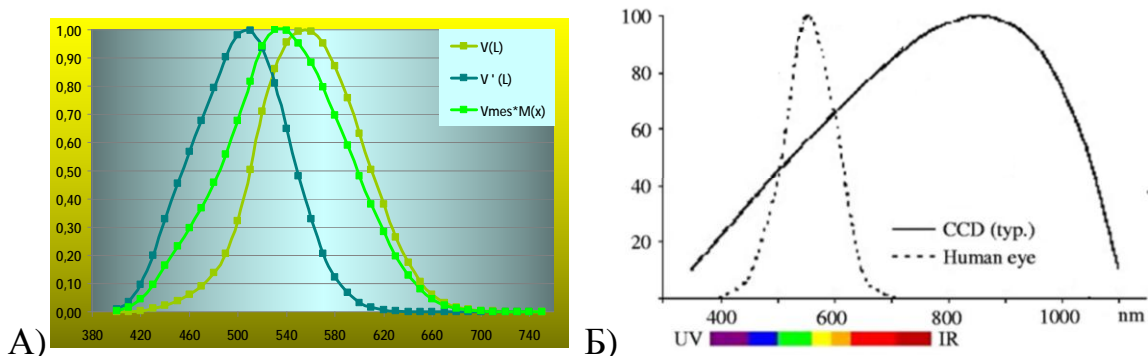 1,00
0,90
0,80
0,70
0,60
0,50
0,40
0,30
0,20
0,10
0,00
380 420 460 500 540 580 620 660 700 740
V(L)
V ' (L)
Vmes*M(x)
А)
100
80
60
40
20
CCD (typ.)
Human eye
400 600 800 1000 nm
UV IR
Б)